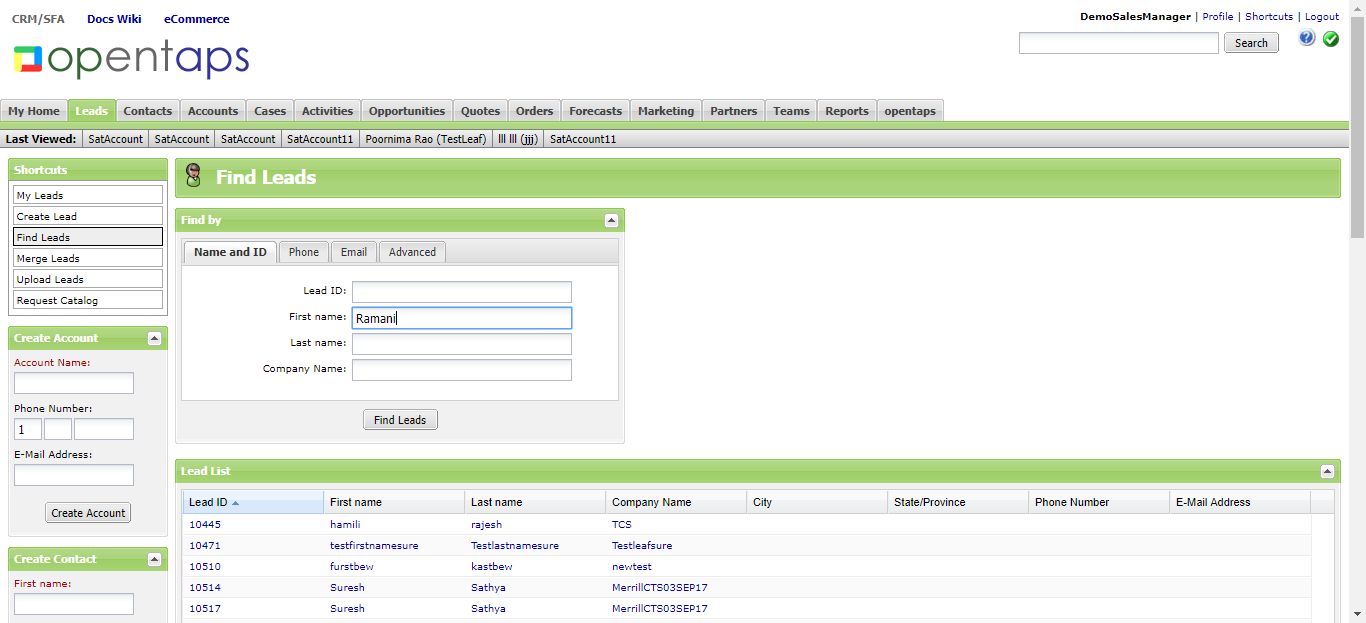 CRM/SFA Docs Wiki eCommerce
DemoSalesManager | Profile | Shortcuts | Logout
opentaps
Search
My Home Leads Contacts Accounts Cases Activities Opportunities Quotes Orders Forecasts Marketing Partners Teams Reports opentaps
Last Viewed: SatAccount SatAccount SatAccount SatAccount11 Poornima Rao (TestLeaf) lll lll (jjj) SatAccount11
Shortcuts
My Leads
Create Lead
Find Leads
Merge Leads
Upload Leads
Request Catalog
Create Account
Account Name:
Phone Number:
1
E-Mail Address:
Create Account
Create Contact
First name:
Find Leads
Find by
Name and ID Phone Email Advanced
Lead ID:
First name: Ramani
Last name:
Company Name:
Find Leads
Lead List
Lead ID First name Last name Company Name City State/Province Phone Number E-Mail Address
10445 hamili rajesh TCS
10471 testfirstnamesure Testlastnamesure Testleafsure
10510 furstbew kastbew newtest
10514 Suresh Sathya MerrillCTS03SEP17
10517 Suresh Sathya MerrillCTS03SEP17